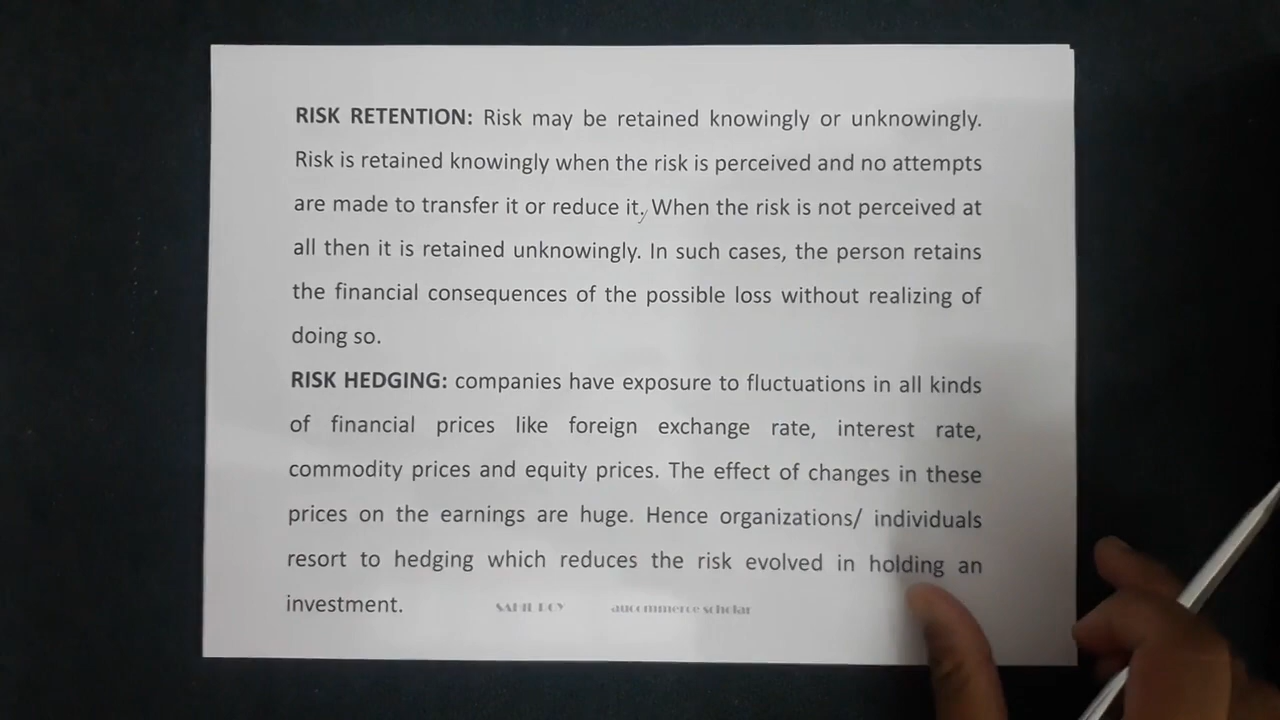 RISK RETENTION: Risk may be retained knowingly or unknowingly.
Risk is retained knowingly when the risk is perceived and no attempts
are made to transfer it or reduce it. When the risk is not perceived at
all then it is retained unknowingly. In such cases, the person retains
the financial consequences of the possible loss without realizing of
doing so.
RISK HEDGING: companies have exposure to fluctuations in all kinds
of financial prices like foreign exchange rate, interest rate,
commodity prices and equity prices. The effect of changes in these
prices on the earnings are huge. Hence organizations/ individuals
resort to hedging which reduces the risk evolved in holding an
investment.
aucommerce scholar